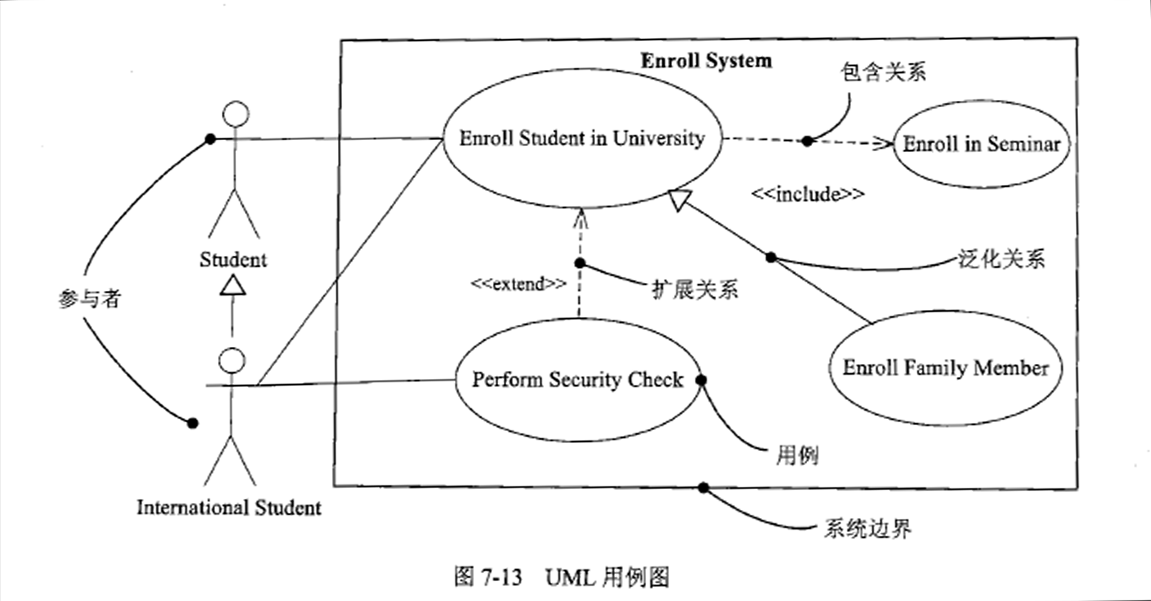 Enroll System
包含关系
Enroll Student in University
Enroll in Seminar
<<include>>
Student
泛化关系
<<extend>>
扩展关系
参与者
Enroll Family Member
Perform Security Check
用例
International Student
系统边界
图 7-13 UML 用例图